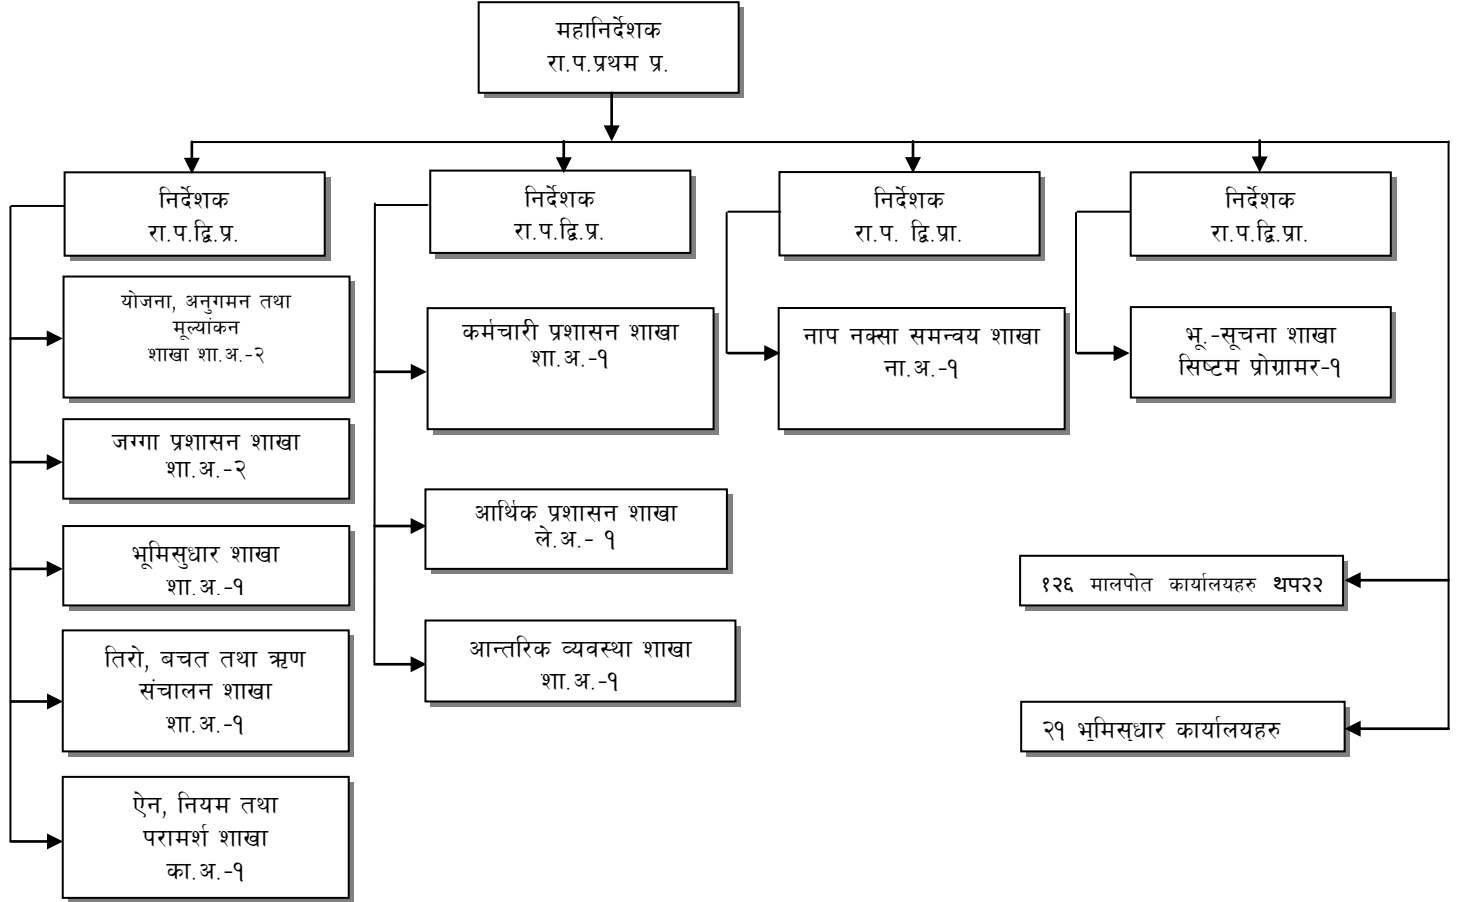 महानिर्देशक
रा.प.प्रथम प्र.
निर्देशक
रा.प.द्वि.प्र.
निर्देशक
रा.प.द्वि.प्र.
निर्देशक
रा.प. द्वि.प्रा.
निर्देशक
रा.प.द्वि.प्रा.
योजना, अनुगमन तथा
मूल्यांकन
शाखा शा.अ.-२
जग्गा प्रशासन शाखा
शा.अ.-२
भूमिसुधार शाखा
शा.अ.-१
तिरो, बचत तथा ऋण
संचालन शाखा
शा.अ.-१
ऐन, नियम तथा
परामर्श शाखा
का.अ.-१
कर्मचारी प्रशासन शाखा
शा.अ.-१
आर्थिक प्रशासन शाखा
ले.अ.- १
आन्तरिक व्यवस्था शाखा
शा.अ.-१
नाप नक्सा समन्वय शाखा
ना.अ.-१
भू.-सूचना शाखा
सिष्टम प्रोग्रामर-१
१२६ मालपोत कार्यालयहरु थप२२
२१ भूमिसुधार कार्यालयहरु